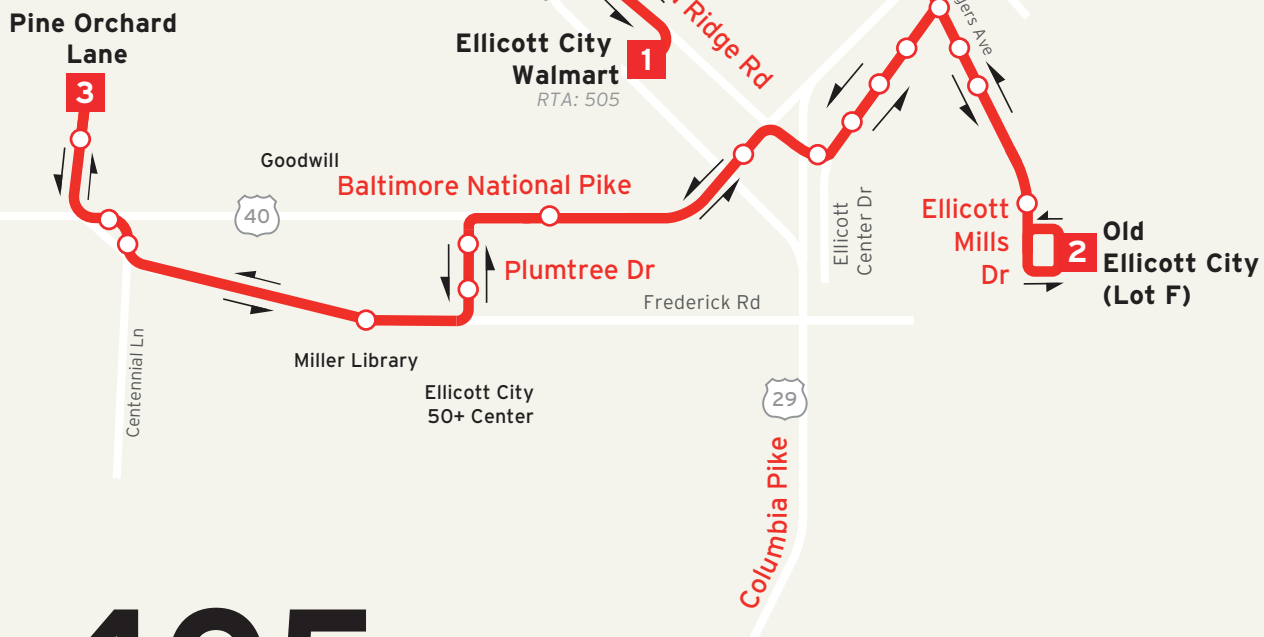 Pine Orchard
Lane
3
Ellicott City
Walmart
1
RTA: 505
Ridge Rd
Goodwill
Baltimore National Pike
40
Plumtree Dr
Frederick Rd
Ellicott
Center Dr
Ellicott
Mills
Dr
2
Old
Ellicott City
(Lot F)
Centennial Ln
Miller Library
Ellicott City
50+ Center
29
Columbia Pike